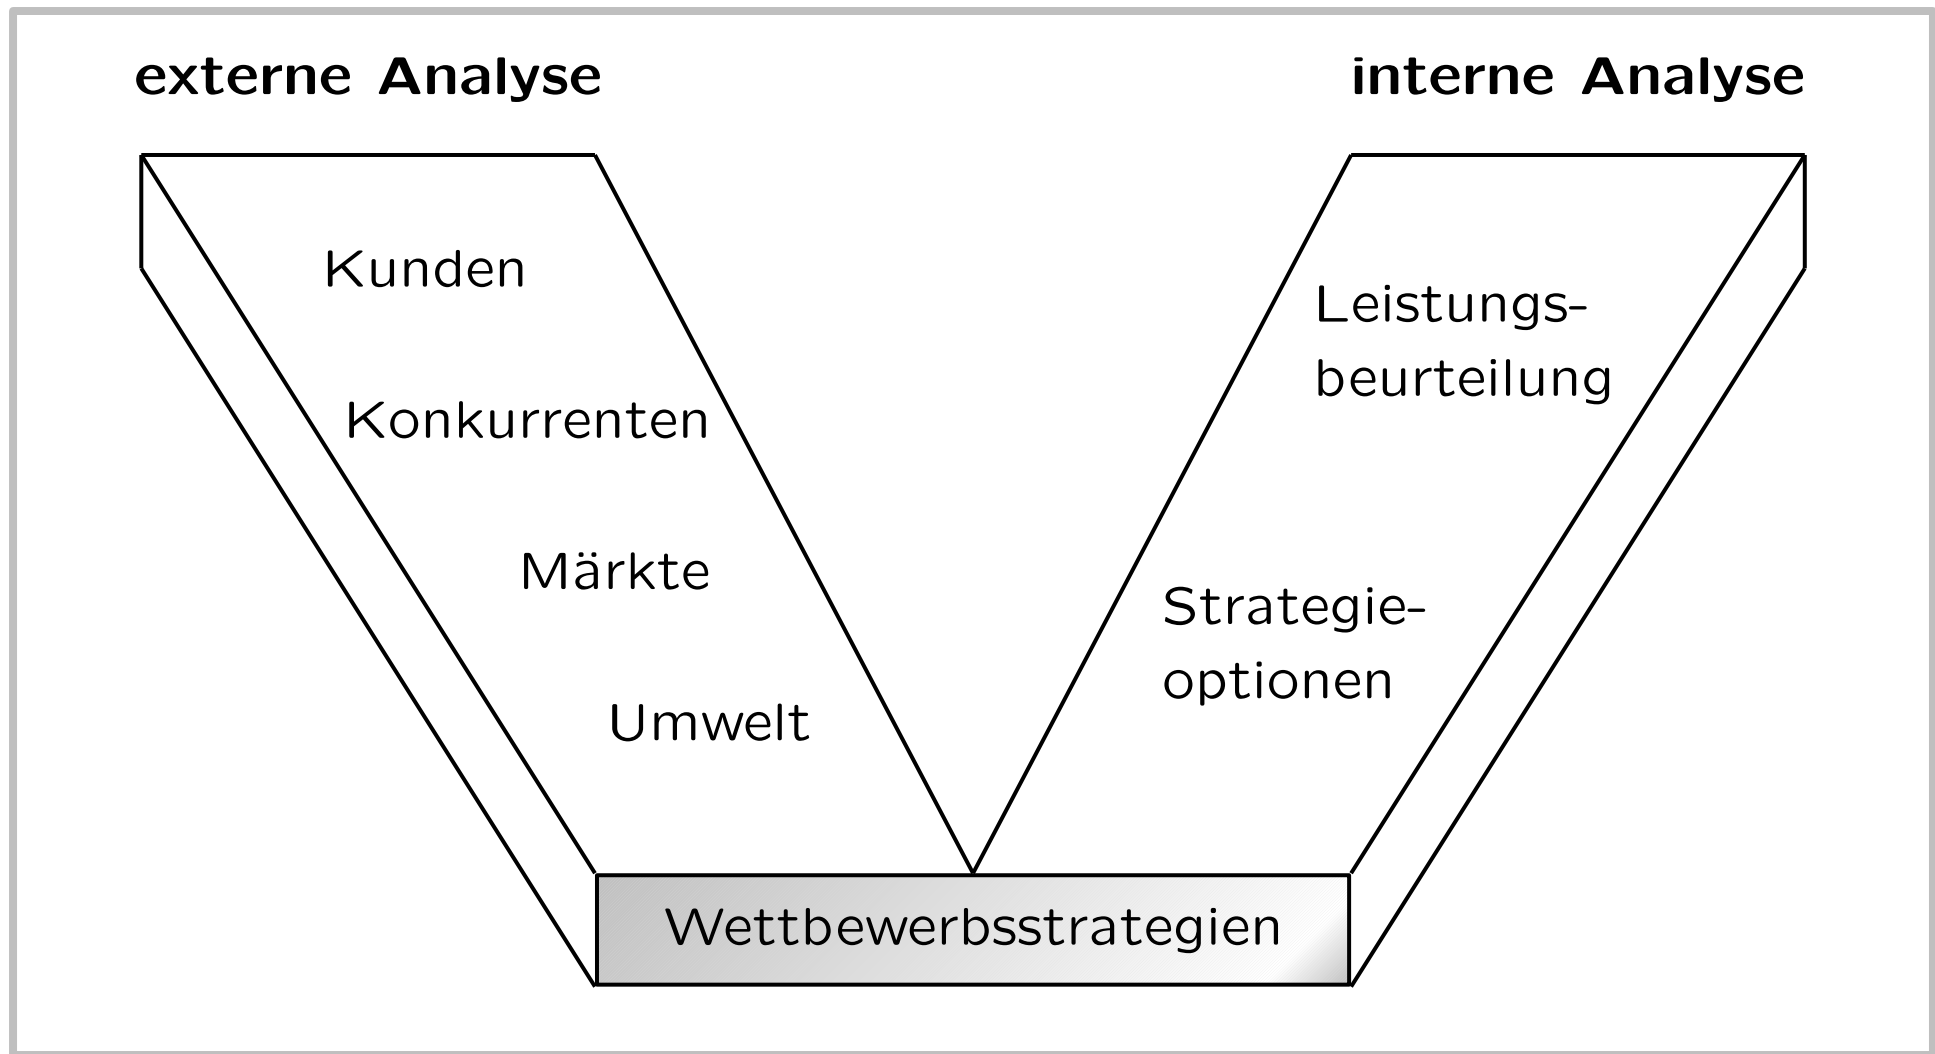 externe Analyse
interne Analyse
Kunden
Konkurrenten
Märkte
Umwelt
Leistungs-
beurteilung
Strategie-
optionen
Wettbewerbsstrategien